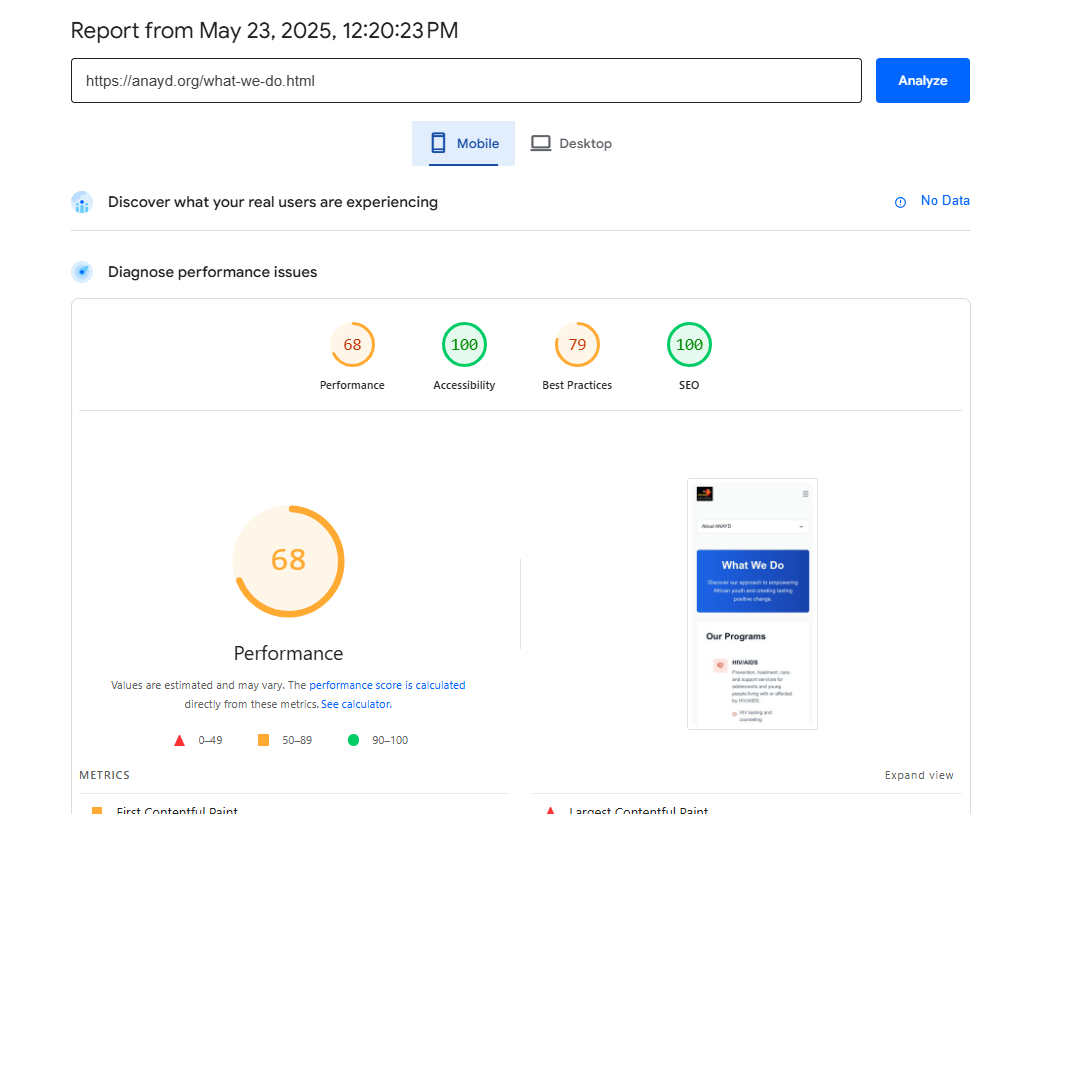 Report from May 23, 2025, 12:20:23 PM
https://anayd.org/what-we-do.html
Analyze
Mobile
Desktop
Discover what your real users are experiencing
No Data
Diagnose performance issues
68
100
79
100
Performance
Accessibility
Best Practices
SEO
68
Performance
Values are estimated and may vary. The performance score is calculated
directly from these metrics. See calculator.
0–49
50–89
90–100
About ANAYD
What We Do
Discover our approach to empowering
African youth and creating lasting
positive change.
Our Programs
HIV/AIDS
Prevention, treatment, care,
and support services for
adolescents and young
people living with or affected
by HIV/AIDS.
HIV testing and
counseling
METRICS
Expand view
First Contentful Paint
Largest Contentful Paint